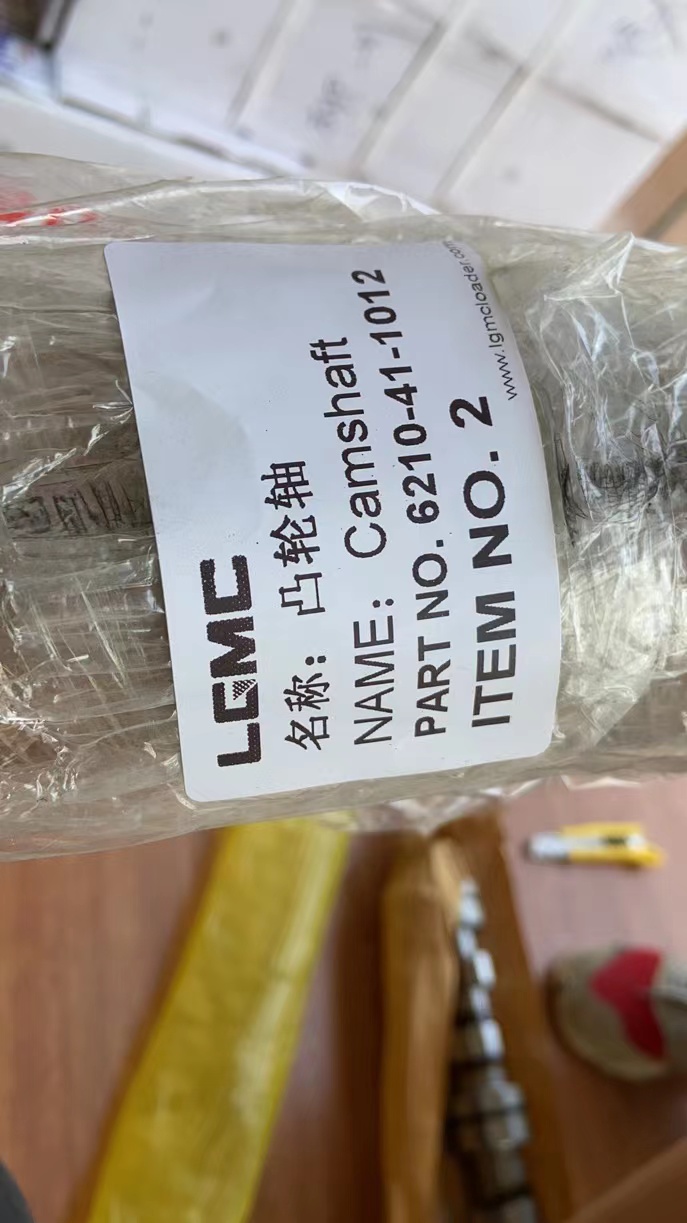 LGMC
名称：凸轮轴
NAME： Camshaft
PART NO. 6210-41-1012
ITEM NO. 2
www.lgmcloader.com